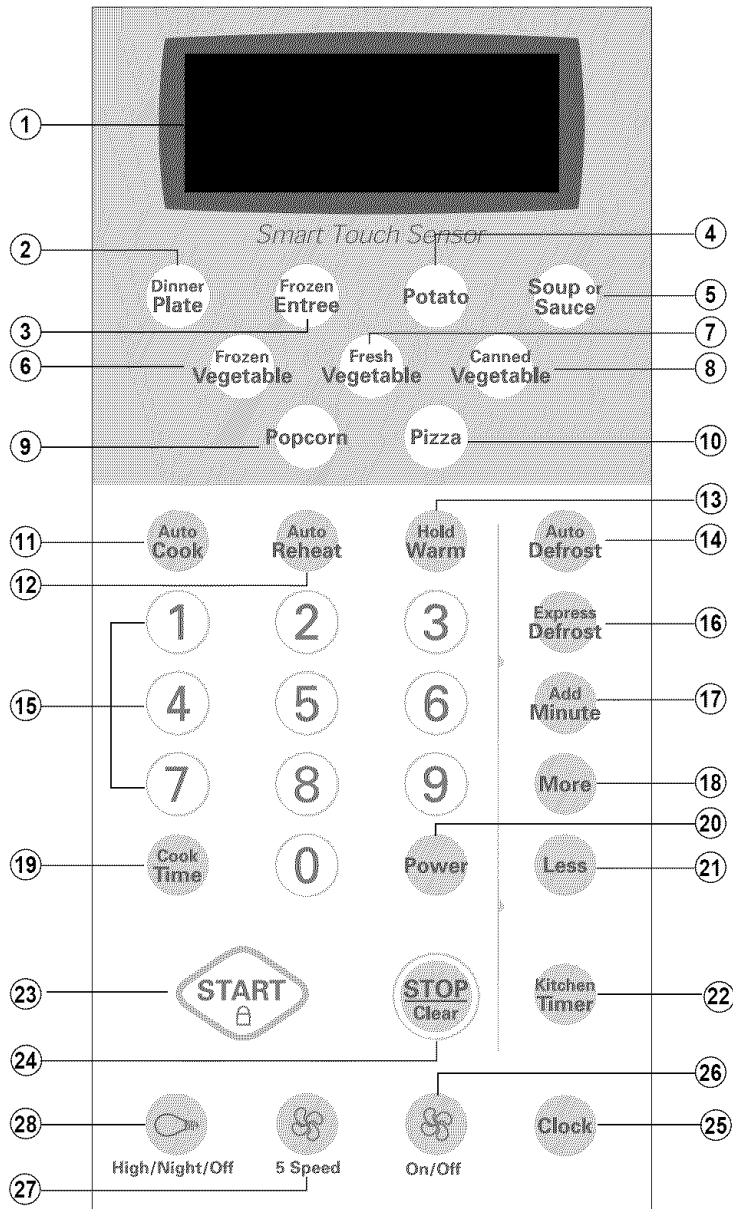 1
Smart Touch Sensor
2
4
Dinner
Plate
Frozen
Entree
Potato
Soup or
Sauce
5
3
7
6
Frozen
Vegetable
Fresh
Vegetable
Canned
Vegetable
8
9
Popcorn
Pizza
10
13
11
Auto
Cook
Auto
Reheat
Hold
Warm
Auto
Defrost
14
12
1
2
3
Express
Defrost
16
15
4
5
6
Add
Minute
17
7
8
9
More
18
20
19
Cook
Time
0
Power
Less
21
23
START
STOP
Clear
Kitchen
Timer
22
24
26
28
Clock
25
High/Night/Off
5 Speed
On/Off
27